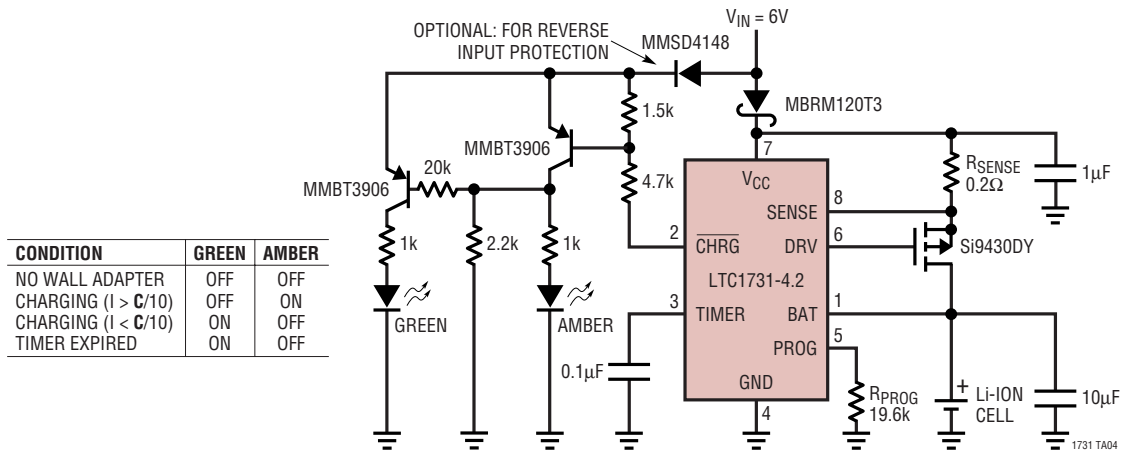 V_IN = 6V
OPTIONAL: FOR REVERSE
INPUT PROTECTION
MMSD4148
MBRM120T3
1.5k
MMBT3906
20k
MMBT3906
4.7k
7
V_CC
R_SENSE
0.2Ω
1µF
8
SENSE
1k
2.2k
1k
2
CHRG
DRV
6
Si9430DY
LTC1731-4.2
CONDITION GREEN AMBER
NO WALL ADAPTER OFF OFF
CHARGING (I > C/10) OFF ON
CHARGING (I < C/10) ON OFF
TIMER EXPIRED ON OFF
GREEN
AMBER
3
TIMER
BAT
1
PROG
5
0.1µF
GND
4
R_PROG
19.6k
+
Li-ION
CELL
10µF
1731 TA04